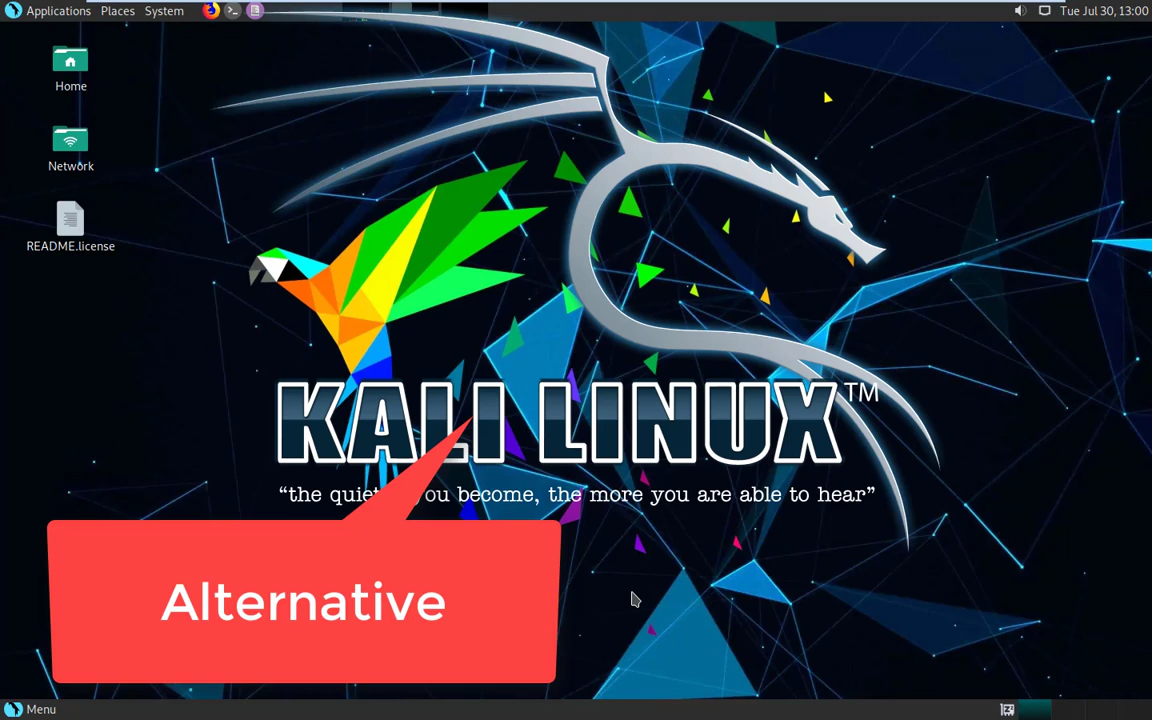 Applications Places System
Tue Jul 30, 13:00
Home
Network
README.license
KALI LINUX™
“the quiet you become, the more you are able to hear”
Alternative
Menu